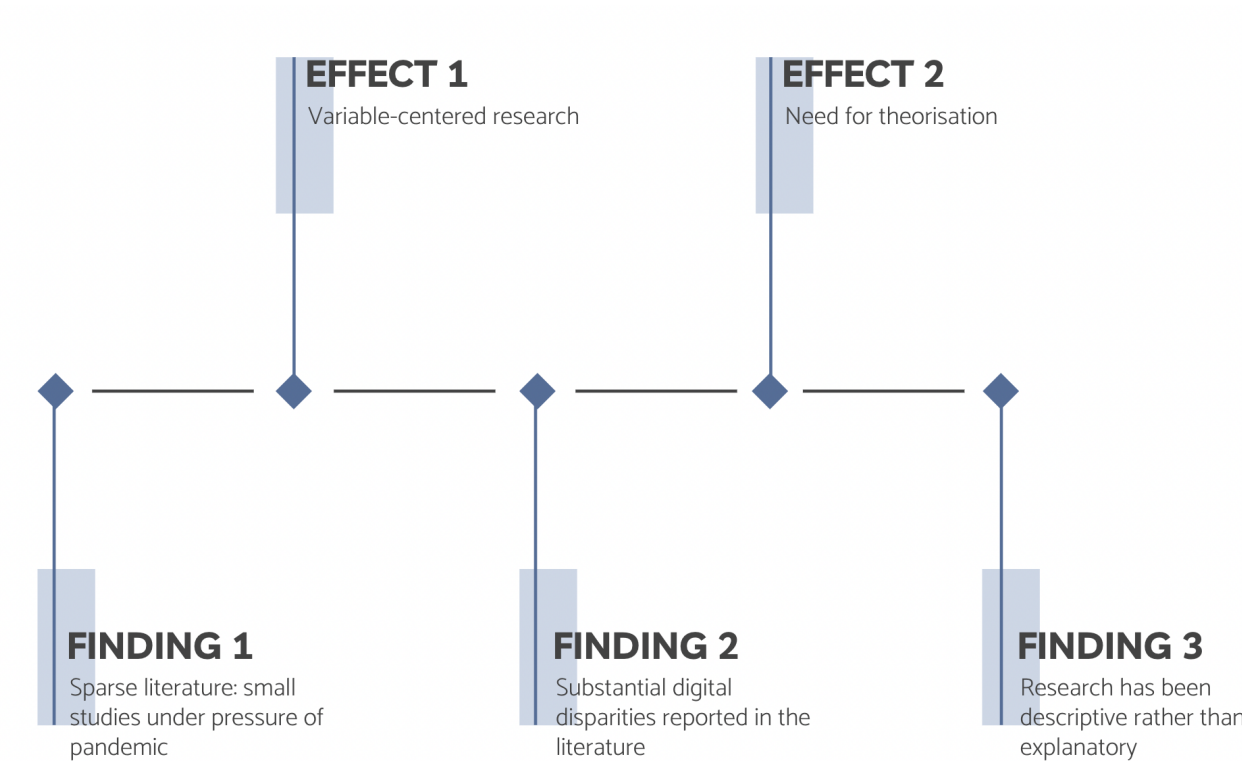 EFFECT 1
Variable-centered research
EFFECT 2
Need for theorisation
FINDING 1
Sparse literature: small
studies under pressure of
pandemic
FINDING 2
Substantial digital
disparities reported in the
literature
FINDING 3
Research has been
descriptive rather than
explanatory